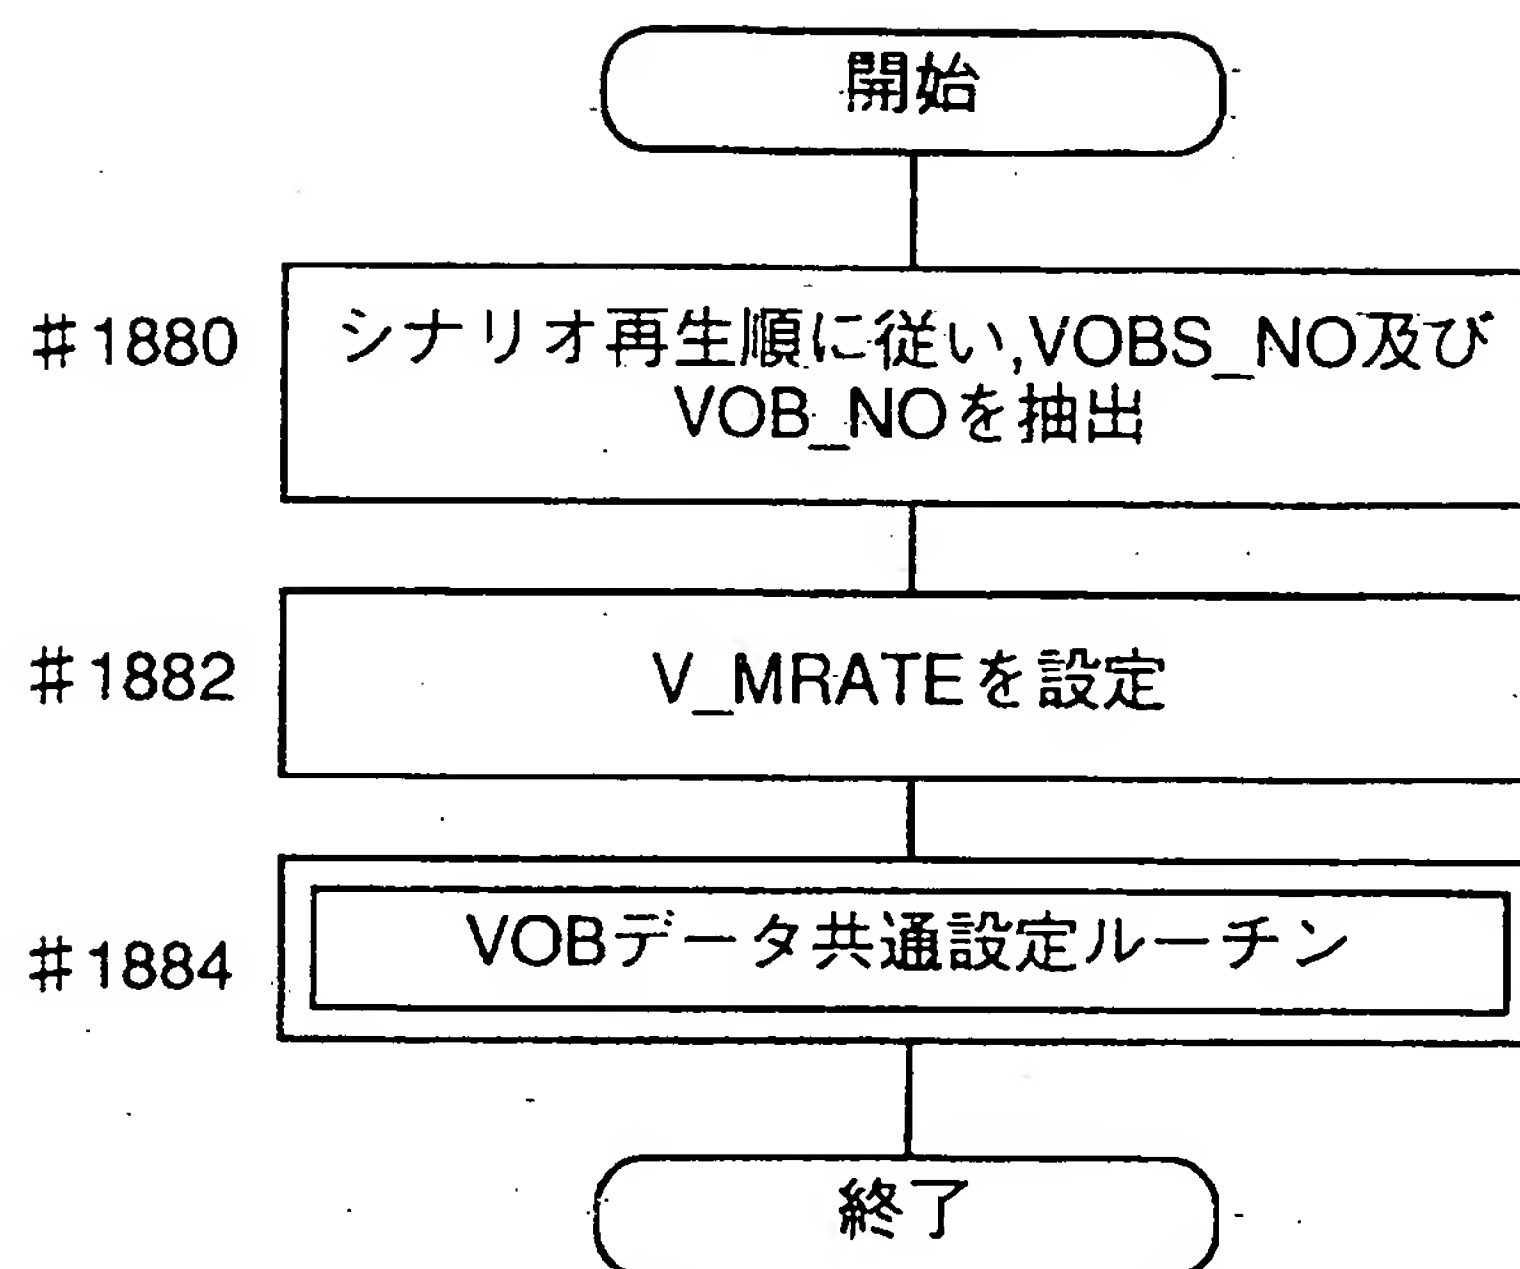 開始
#1880
シナリオ再生順に従い,VOBS_NO及び
VOB_NOを抽出
#1882
V_MRATEを設定
#1884
VOBデータ共通設定ルーチン
終了